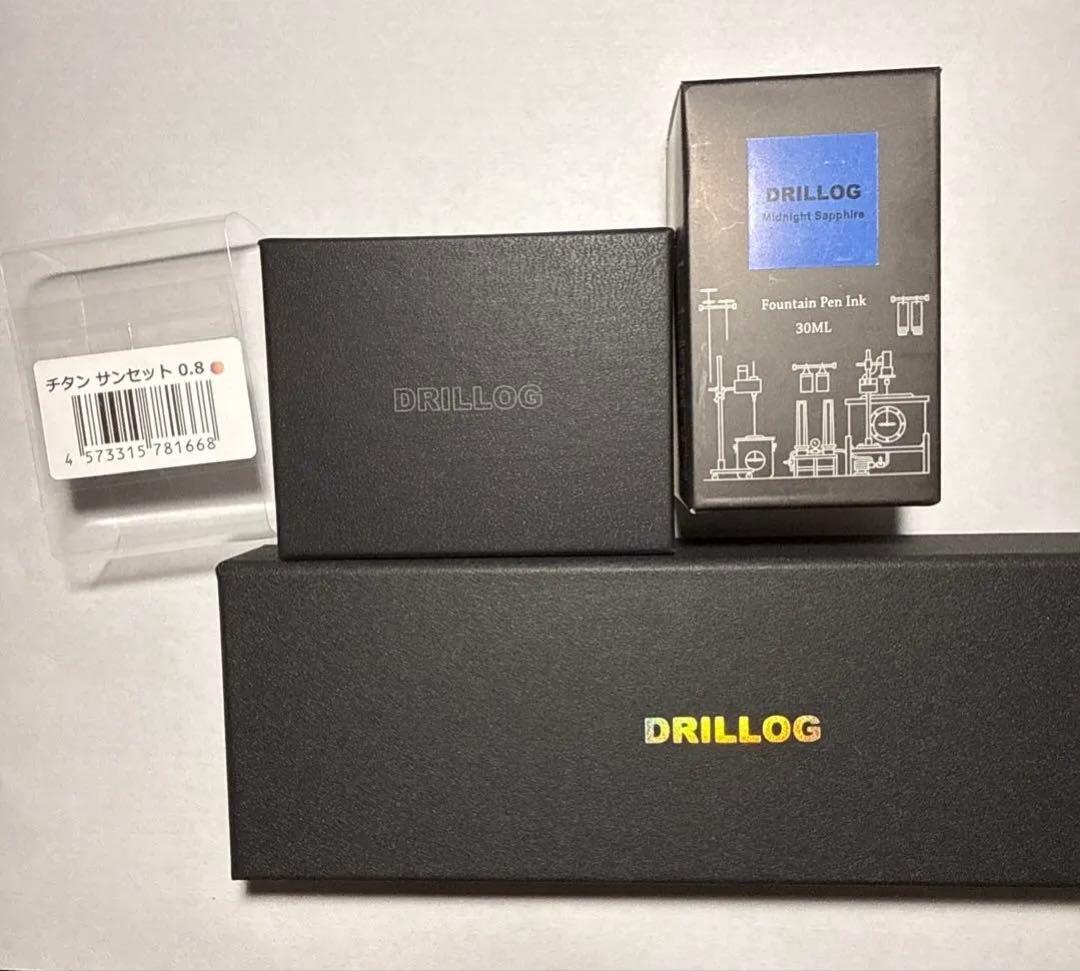 チタン サンセット 0.8
4 573315 781668
DRILLOG
DRILLOG
Midnight Sapphire
Fountain Pen Ink
30ML
DRILLOG